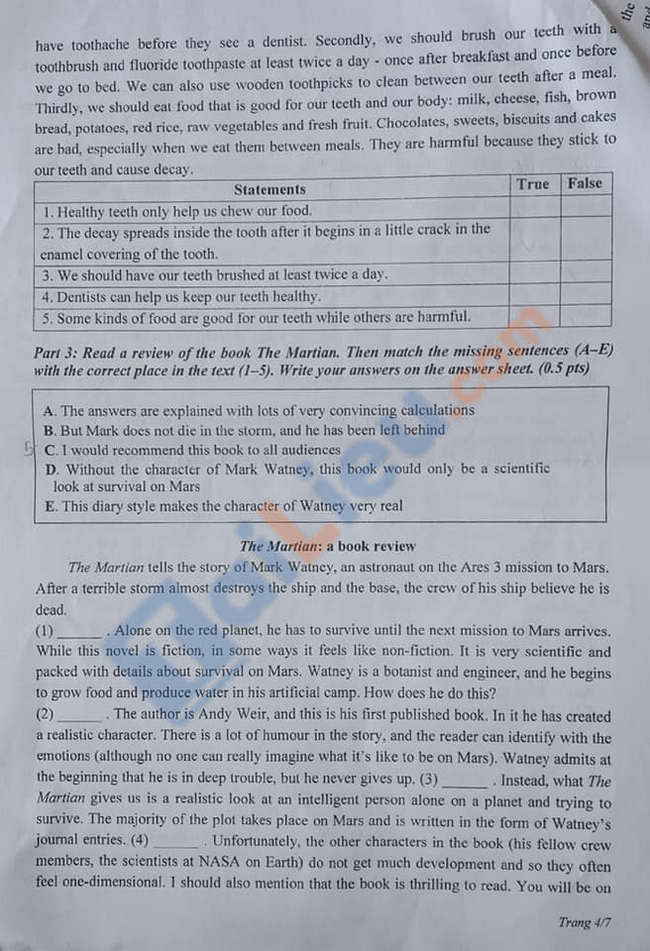 the
and
have toothache before they see a dentist. Secondly, we should brush our teeth with a
toothbrush and fluoride toothpaste at least twice a day - once after breakfast and once before
we go to bed. We can also use wooden toothpicks to clean between our teeth after a meal.
Thirdly, we should eat food that is good for our teeth and our body: milk, cheese, fish, brown
bread, potatoes, red rice, raw vegetables and fresh fruit. Chocolates, sweets, biscuits and cakes
are bad, especially when we eat them between meals. They are harmful because they stick to
our teeth and cause decay.
Statements True False
1. Healthy teeth only help us chew our food.
2. The decay spreads inside the tooth after it begins in a little crack in the
enamel covering of the tooth.
3. We should have our teeth brushed at least twice a day.
4. Dentists can help us keep our teeth healthy.
5. Some kinds of food are good for our teeth while others are harmful.
Part 3: Read a review of the book The Martian. Then match the missing sentences (A–E)
with the correct place in the text (1–5). Write your answers on the answer sheet. (0.5 pts)
A. The answers are explained with lots of very convincing calculations
B. But Mark does not die in the storm, and he has been left behind
5 C. I would recommend this book to all audiences
D. Without the character of Mark Watney, this book would only be a scientific
look at survival on Mars
E. This diary style makes the character of Watney very real
The Martian: a book review
The Martian tells the story of Mark Watney, an astronaut on the Ares 3 mission to Mars.
After a terrible storm almost destroys the ship and the base, the crew of his ship believe he is
dead.
(1) ______ . Alone on the red planet, he has to survive until the next mission to Mars arrives.
While this novel is fiction, in some ways it feels like non-fiction. It is very scientific and
packed with details about survival on Mars. Watney is a botanist and engineer, and he begins
to grow food and produce water in his artificial camp. How does he do this?
(2) ______ . The author is Andy Weir, and this is his first published book. In it he has created
a realistic character. There is a lot of humour in the story, and the reader can identify with the
emotions (although no one can really imagine what it's like to be on Mars). Watney admits at
the beginning that he is in deep trouble, but he never gives up. (3) ______ . Instead, what The
Martian gives us is a realistic look at an intelligent person alone on a planet and trying to
survive. The majority of the plot takes place on Mars and is written in the form of Watney's
journal entries. (4) ______ . Unfortunately, the other characters in the book (his fellow crew
members, the scientists at NASA on Earth) do not get much development and so they often
feel one-dimensional. I should also mention that the book is thrilling to read. You will be on
Trang 4/7
TaiLieu.com